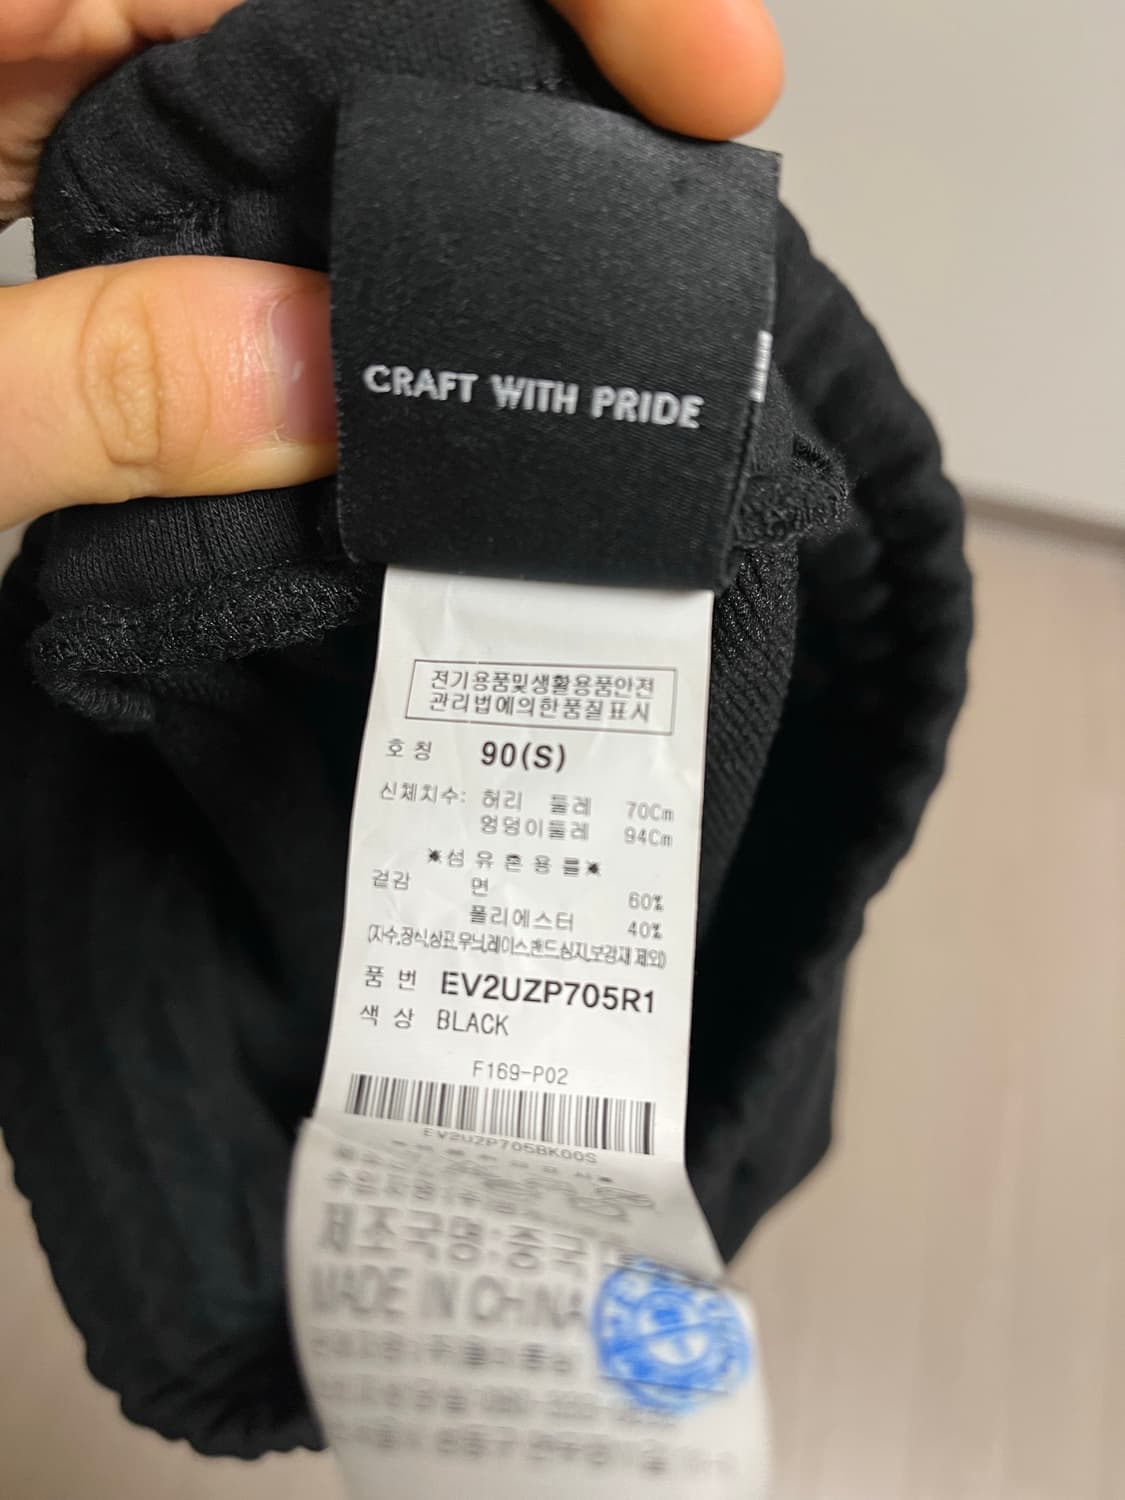 CRAFT WITH PRIDE
전기용품및생활용품안전
관리법에의한품질표시
호칭 90(S)
신체치수: 허리 둘레 70Cm
엉덩이둘레 94Cm
※섬유혼용률※
겉감 면 60%
폴리에스터 40%
(자수,장식,상표,무늬,레이스,밴드,심지,보강재 제외)
품번 EV2UZP705R1
색상 BLACK
F169-P02
EV2UZP705BK00S
제조국명:중국
MADE IN CHINA